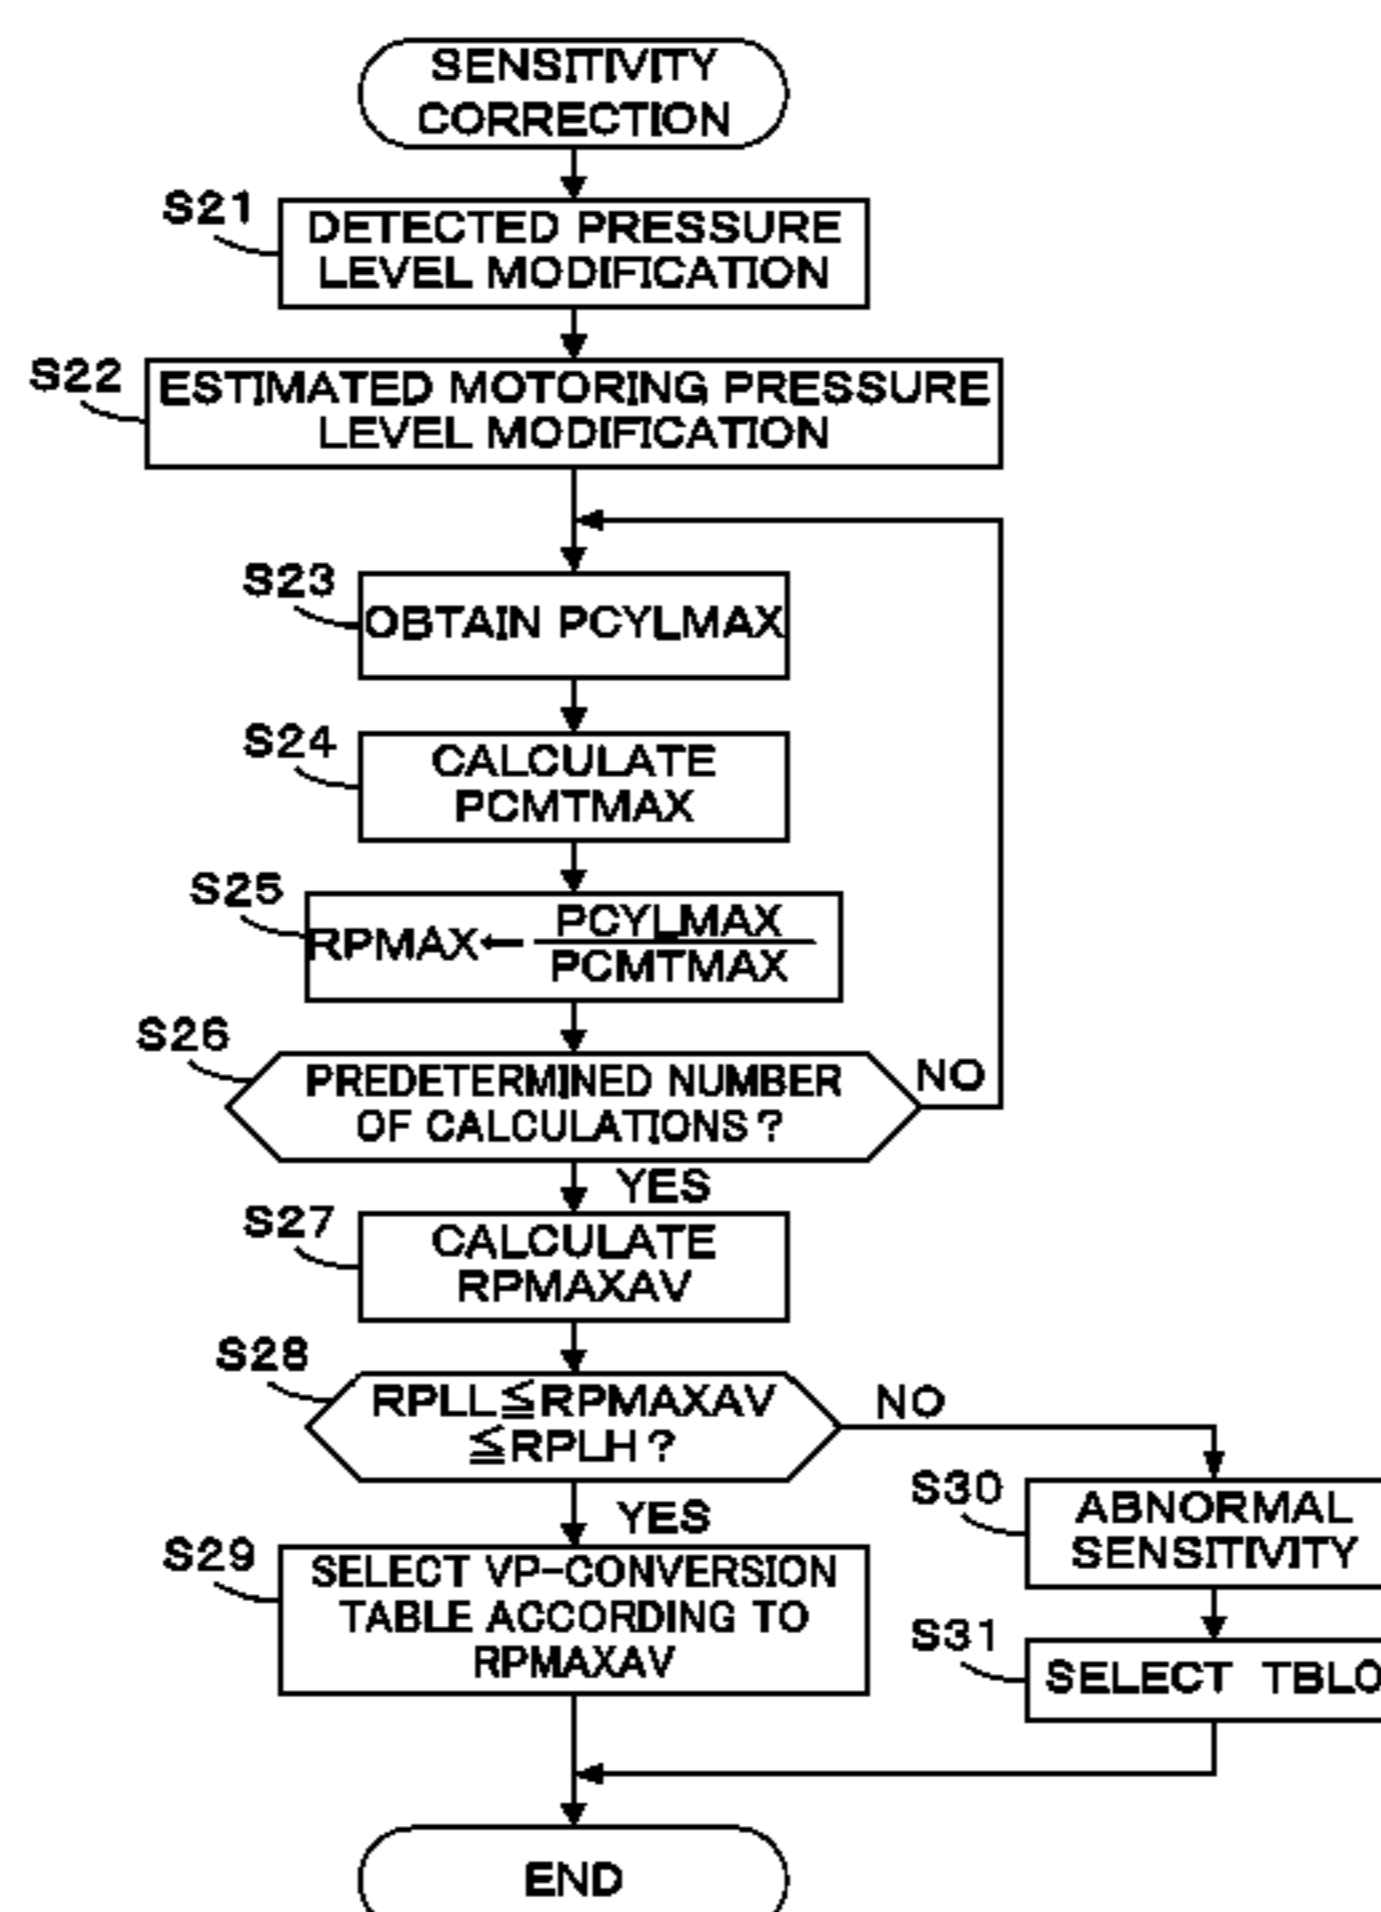 SENSITIVITY
CORRECTION
S21
DETECTED PRESSURE
LEVEL MODIFICATION
S22
ESTIMATED MOTORING PRESSURE
LEVEL MODIFICATION
S23
OBTAIN PCYLMAX
S24
CALCULATE
PCMTMAX
S25
RPMAX← PCYLMAX
PCMTMAX
S26
PREDETERMINED NUMBER
OF CALCULATIONS?
NO
YES
S27
CALCULATE
RPMAXAV
S28
RPLL≦RPMAXAV
≦RPLH?
NO
YES
S29
SELECT VP-CONVERSION
TABLE ACCORDING TO
RPMAXAV
S30
ABNORMAL
SENSITIVITY
S31
SELECT TBL0
END